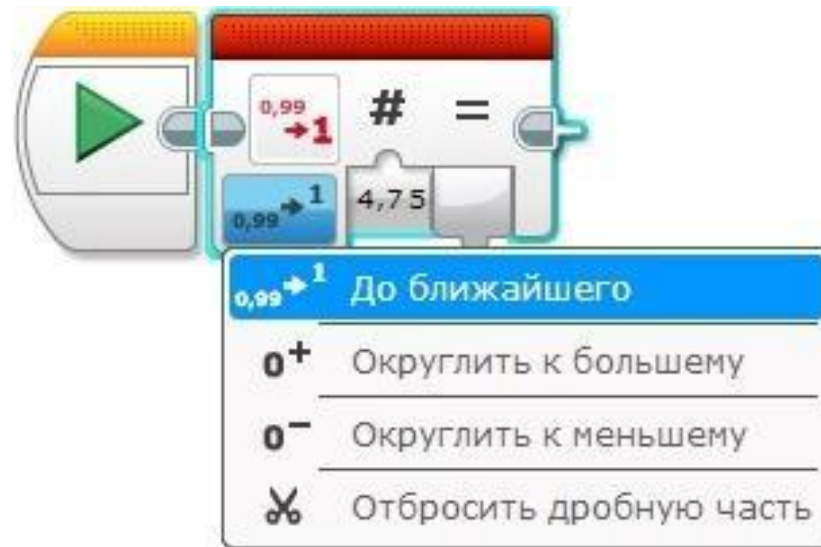 0,99 → 1 # =
0,99 → 1 4,75
0,99 → 1 До ближайшего
0+ Округлить к большему
0− Округлить к меньшему
Отбросить дробную часть